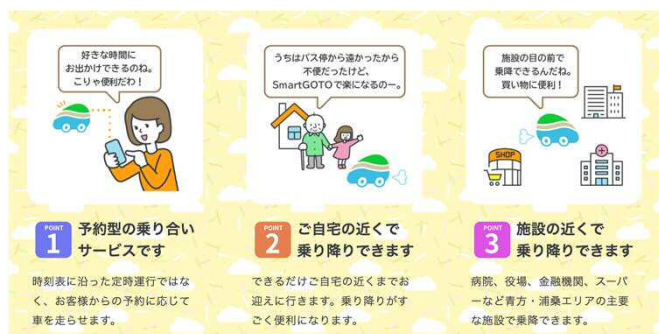 好きな時間に
お出かけできるのね。
こりゃ便利だわ！
うちはバス停から遠かったから
不便だったけど、
SmartGOTOで楽になるのー。
施設の目の前で
乗降できるんだね。
買い物に便利！
SHOP
POINT
1
予約型の乗り合い
サービスです
時刻表に沿った定時運行ではな
く、お客様からの予約に応じて
車を走らせます。
POINT
2
ご自宅の近くで
乗り降りできます
できるだけご自宅の近くまでお
迎えに行きます。乗り降りがす
ごく便利になります。
POINT
3
施設の近くで
乗り降りできます
病院、役場、金融機関、スーパ
ーなど青方・浦桑エリアの主要
な施設で乗降できます。